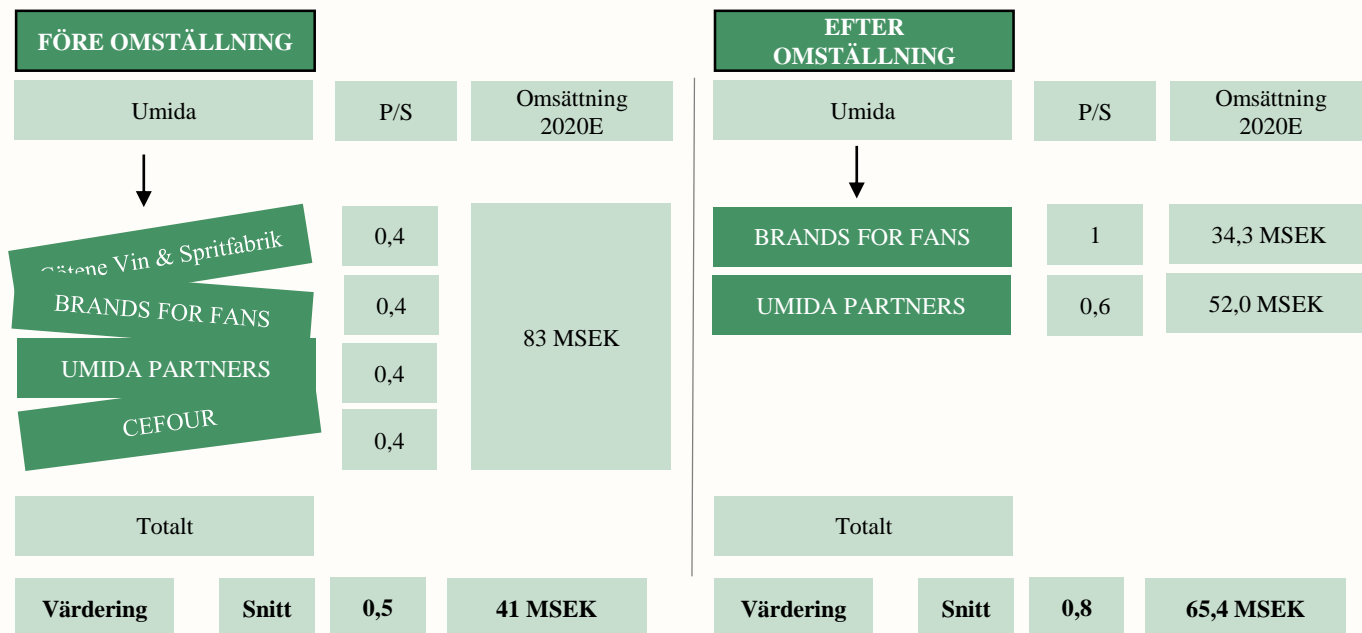 FÖRE OMSTÄLLNING
Umida
P/S
Omsättning
2020E
Götene Vin & Spritfabrik
0,4
BRANDS FOR FANS
0,4
UMIDA PARTNERS
0,4
CEFOUR
0,4
83 MSEK
Totalt
Värdering
Snitt
0,5
41 MSEK
EFTER
OMSTÄLLNING
Umida
P/S
Omsättning
2020E
BRANDS FOR FANS
1
34,3 MSEK
UMIDA PARTNERS
0,6
52,0 MSEK
Totalt
Värdering
Snitt
0,8
65,4 MSEK